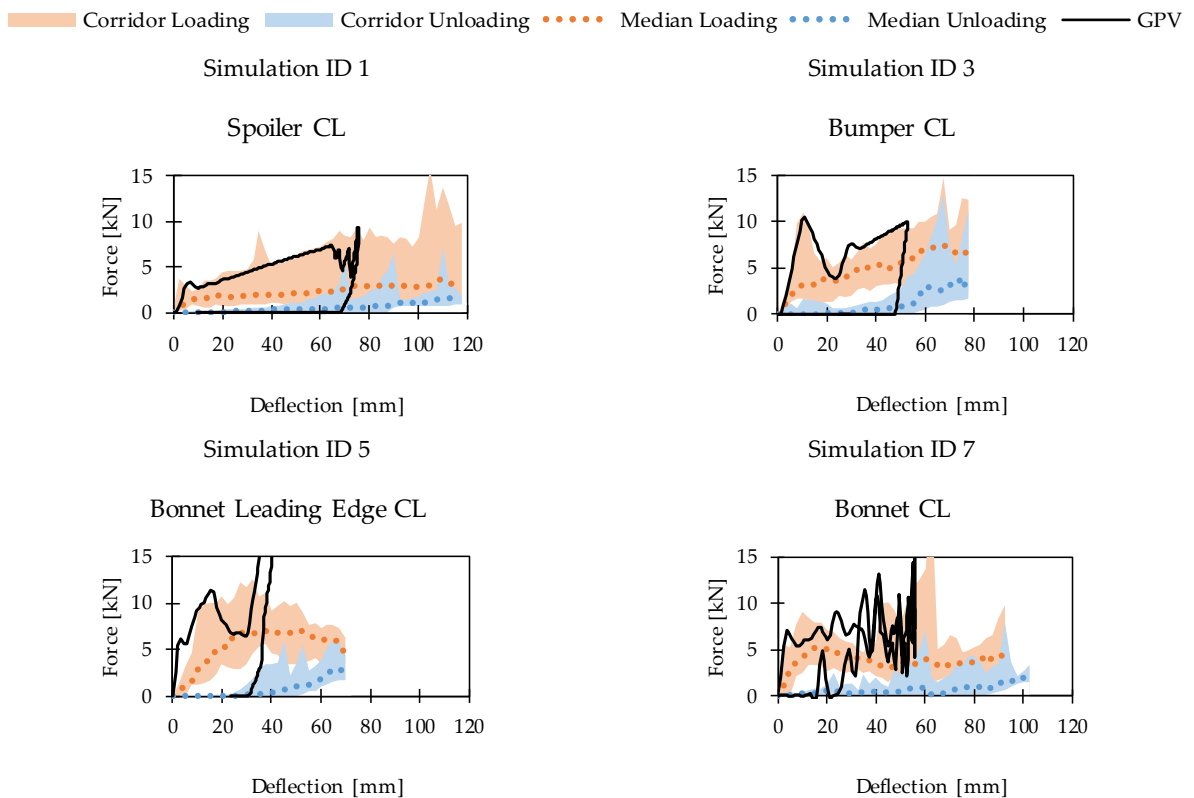 Corridor Loading Corridor Unloading Median Loading Median Unloading GPV
Simulation ID 1
Spoiler CL
Force [kN]
15
10
5
0
0 20 40 60 80 100 120
Deflection [mm]
Simulation ID 3
Bumper CL
Force [kN]
15
10
5
0
0 20 40 60 80 100 120
Deflection [mm]
Simulation ID 5
Bonnet Leading Edge CL
Force [kN]
15
10
5
0
0 20 40 60 80 100 120
Deflection [mm]
Simulation ID 7
Bonnet CL
Force [kN]
15
10
5
0
0 20 40 60 80 100 120
Deflection [mm]